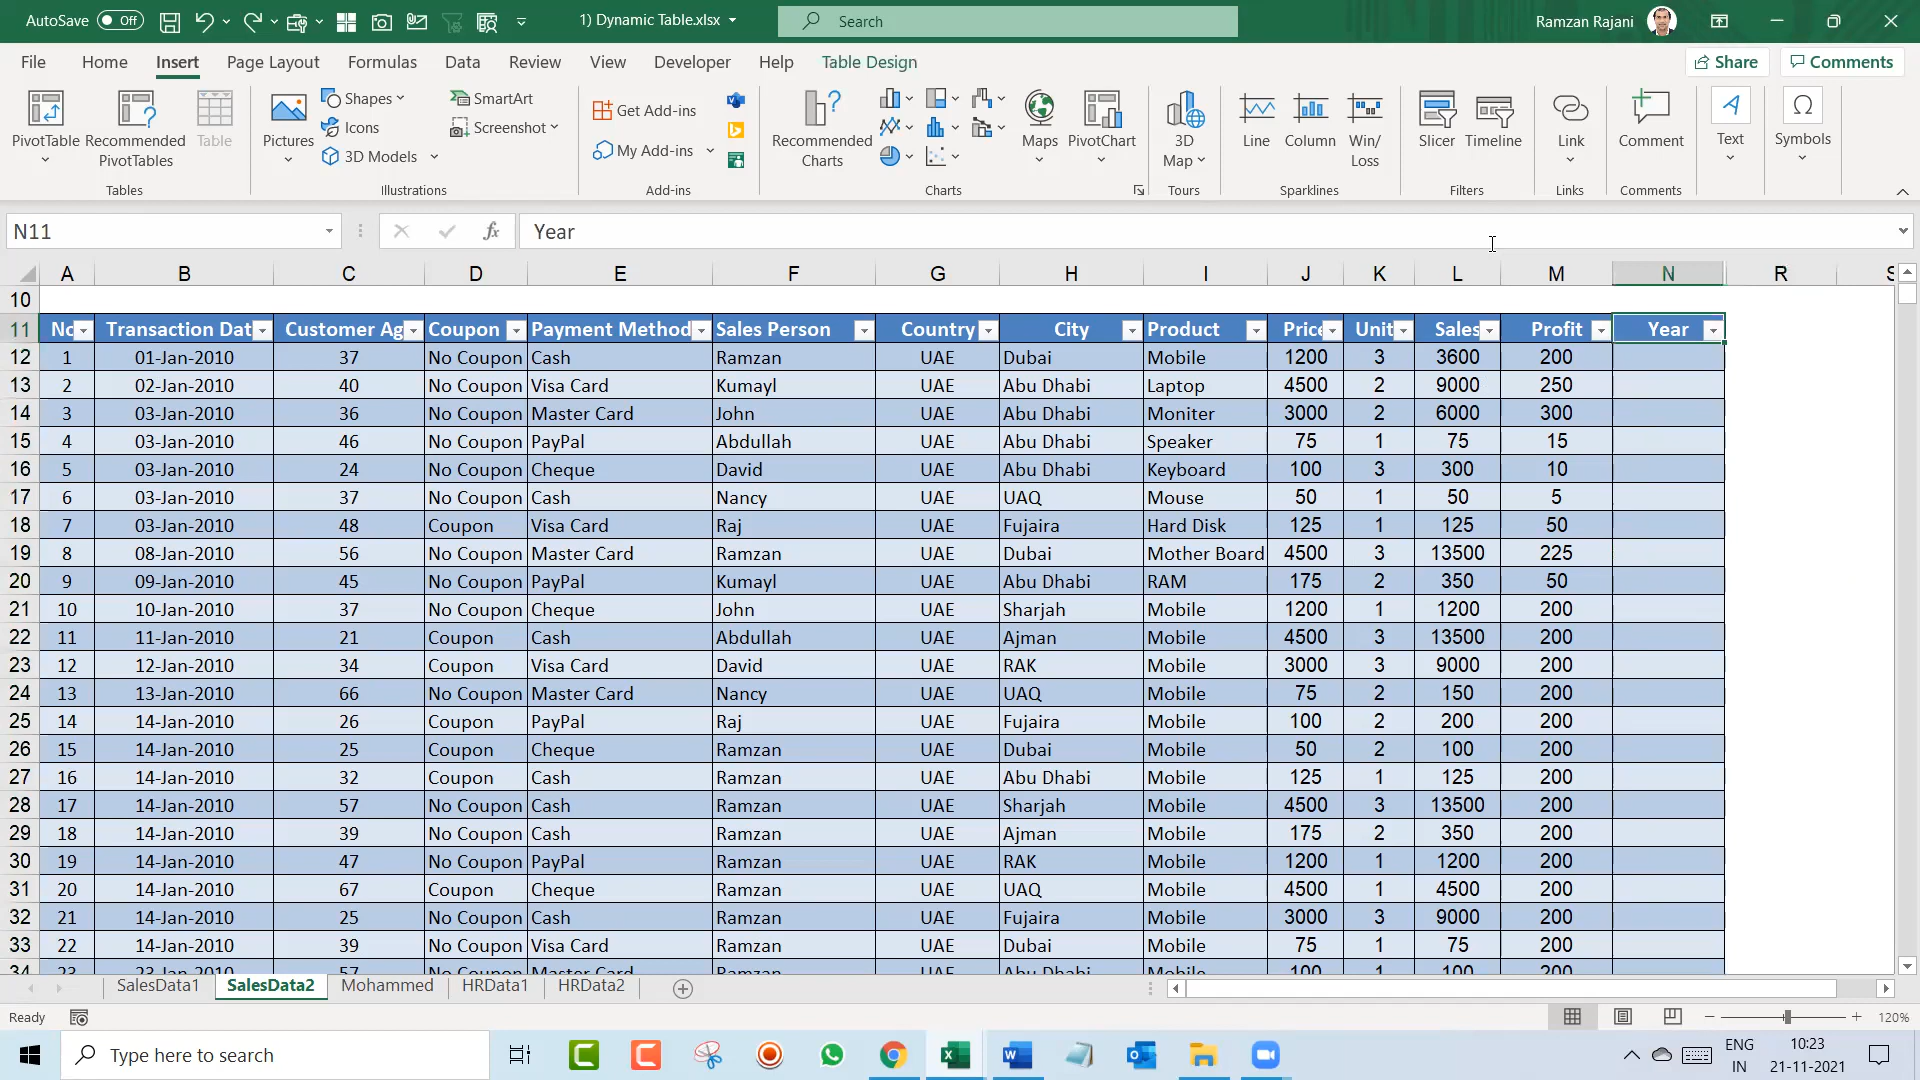 AutoSave Off 1) Dynamic Table.xlsx Search Ramzan Rajani
File Home Insert Page Layout Formulas Data Review View Developer Help Table Design Share Comments
PivotTable Recommended PivotTables Table
Tables
Pictures Shapes Icons 3D Models SmartArt Screenshot
Illustrations
Get Add-ins
My Add-ins
Add-ins
Recommended Charts Maps PivotChart
Charts
3D Map
Tours
Line Column Win/Loss
Sparklines
Slicer Timeline
Filters
Link
Links
Comment
Comments
Text
Symbols
N11 fx Year
A B C D E F G H I J K L M N R S
10
11 No Transaction Dat Customer Ag Coupon Payment Method Sales Person Country City Product Price Unit Sales Profit Year
12 1 01-Jan-2010 37 No Coupon Cash Ramzan UAE Dubai Mobile 1200 3 3600 200
13 2 02-Jan-2010 40 No Coupon Visa Card Kumayl UAE Abu Dhabi Laptop 4500 2 9000 250
14 3 03-Jan-2010 36 No Coupon Master Card John UAE Abu Dhabi Moniter 3000 2 6000 300
15 4 03-Jan-2010 46 No Coupon PayPal Abdullah UAE Abu Dhabi Speaker 75 1 75 15
16 5 03-Jan-2010 24 No Coupon Cheque David UAE Abu Dhabi Keyboard 100 3 300 10
17 6 03-Jan-2010 37 No Coupon Cash Nancy UAE UAQ Mouse 50 1 50 5
18 7 03-Jan-2010 48 Coupon Visa Card Raj UAE Fujaira Hard Disk 125 1 125 50
19 8 08-Jan-2010 56 No Coupon Master Card Ramzan UAE Dubai Mother Board 4500 3 13500 225
20 9 09-Jan-2010 45 No Coupon PayPal Kumayl UAE Abu Dhabi RAM 175 2 350 50
21 10 10-Jan-2010 37 No Coupon Cheque John UAE Sharjah Mobile 1200 1 1200 200
22 11 11-Jan-2010 21 Coupon Cash Abdullah UAE Ajman Mobile 4500 3 13500 200
23 12 12-Jan-2010 34 Coupon Visa Card David UAE RAK Mobile 3000 3 9000 200
24 13 13-Jan-2010 66 No Coupon Master Card Nancy UAE UAQ Mobile 75 2 150 200
25 14 14-Jan-2010 26 Coupon PayPal Raj UAE Fujaira Mobile 100 2 200 200
26 15 14-Jan-2010 25 Coupon Cheque Ramzan UAE Dubai Mobile 50 2 100 200
27 16 14-Jan-2010 32 Coupon Cash Ramzan UAE Abu Dhabi Mobile 125 1 125 200
28 17 14-Jan-2010 57 No Coupon Cash Ramzan UAE Sharjah Mobile 4500 3 13500 200
29 18 14-Jan-2010 39 No Coupon Cash Ramzan UAE Ajman Mobile 175 2 350 200
30 19 14-Jan-2010 47 No Coupon PayPal Ramzan UAE RAK Mobile 1200 1 1200 200
31 20 14-Jan-2010 67 Coupon Cheque Ramzan UAE UAQ Mobile 4500 1 4500 200
32 21 14-Jan-2010 25 No Coupon Cash Ramzan UAE Fujaira Mobile 3000 3 9000 200
33 22 14-Jan-2010 39 No Coupon Visa Card Ramzan UAE Dubai Mobile 75 1 75 200
34 23 23-Jan-2010 57 No Coupon Master Card Ramzan UAE Abu Dhabi Mobile 100 1 100 200
SalesData1 SalesData2 Mohammed HRData1 HRData2
Ready 120%
Type here to search ENG 10:23
IN 21-11-2021